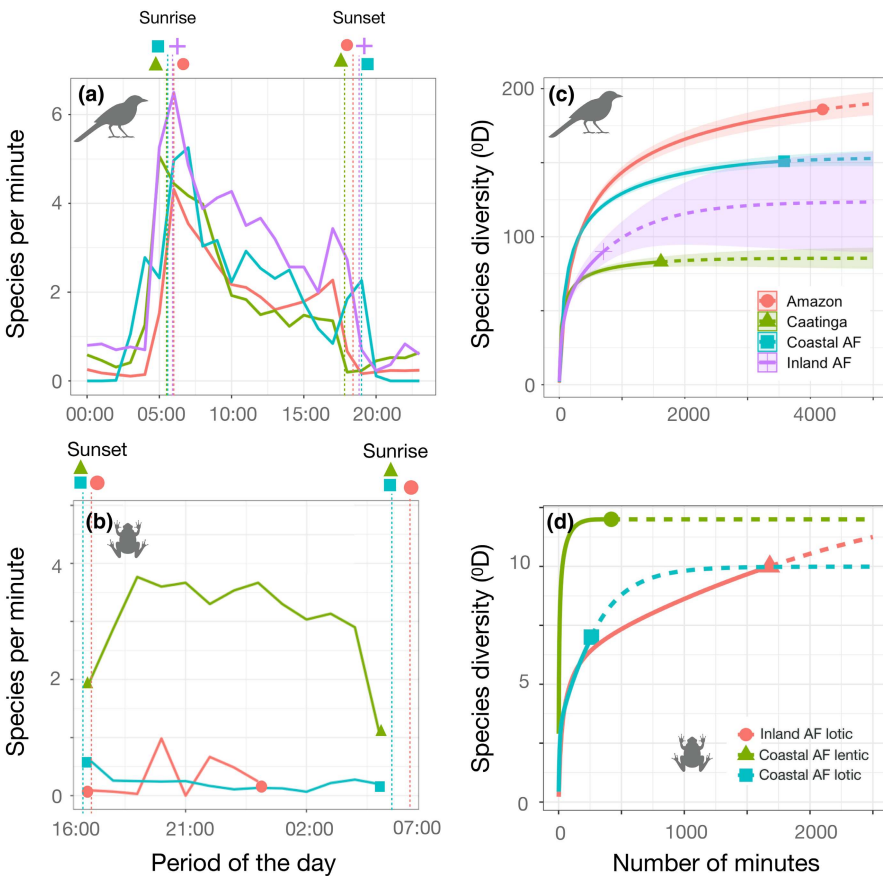 Sunrise
Sunset
(a)
Species per minute
6
4
2
0
00:00
05:00
10:00
15:00
20:00
(c)
Species diversity (⁰D)
200
100
0
0
2000
4000
Amazon
Caatinga
Coastal AF
Inland AF
Sunset
Sunrise
(b)
Species per minute
4
2
0
16:00
21:00
02:00
07:00
Period of the day
(d)
Species diversity (⁰D)
10
5
0
0
1000
2000
Inland AF lotic
Coastal AF lentic
Coastal AF lotic
Number of minutes